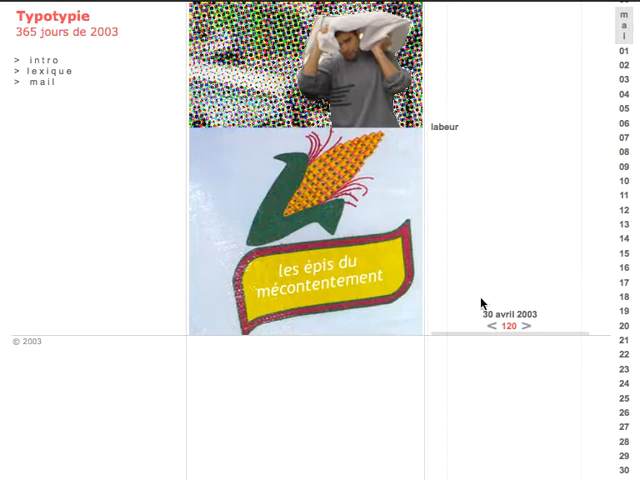 Typotypie
365 jours de 2003
> intro
> lexique
> mail
labeur
les épis du
mécontentement
30 avril 2003
< 120 >
© 2003
m
a
i
01
02
03
04
05
06
07
08
09
10
11
12
13
14
15
16
17
18
19
20
21
22
23
24
25
26
27
28
29
30